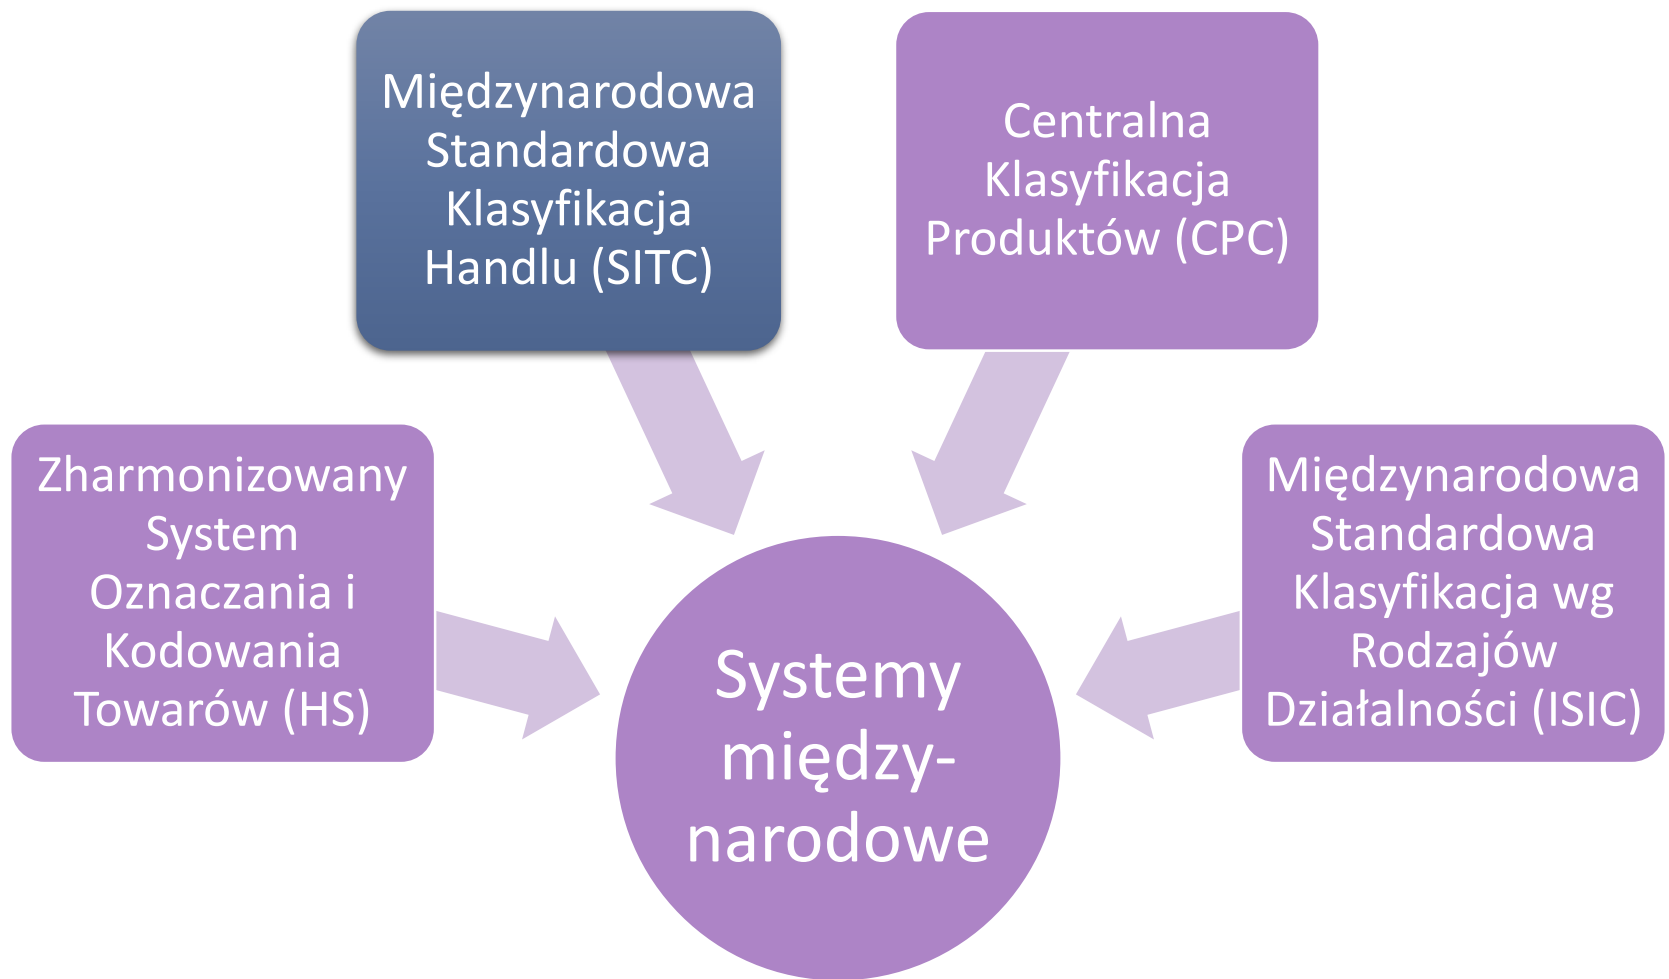 Międzynarodowa
Standardowa
Klasyfikacja
Handlu (SITC)
Centralna
Klasyfikacja
Produktów (CPC)
Zharmonizowany
System
Oznaczania i
Kodowania
Towarów (HS)
Międzynarodowa
Standardowa
Klasyfikacja wg
Rodzajów
Działalności (ISIC)
Systemy
między-
narodowe